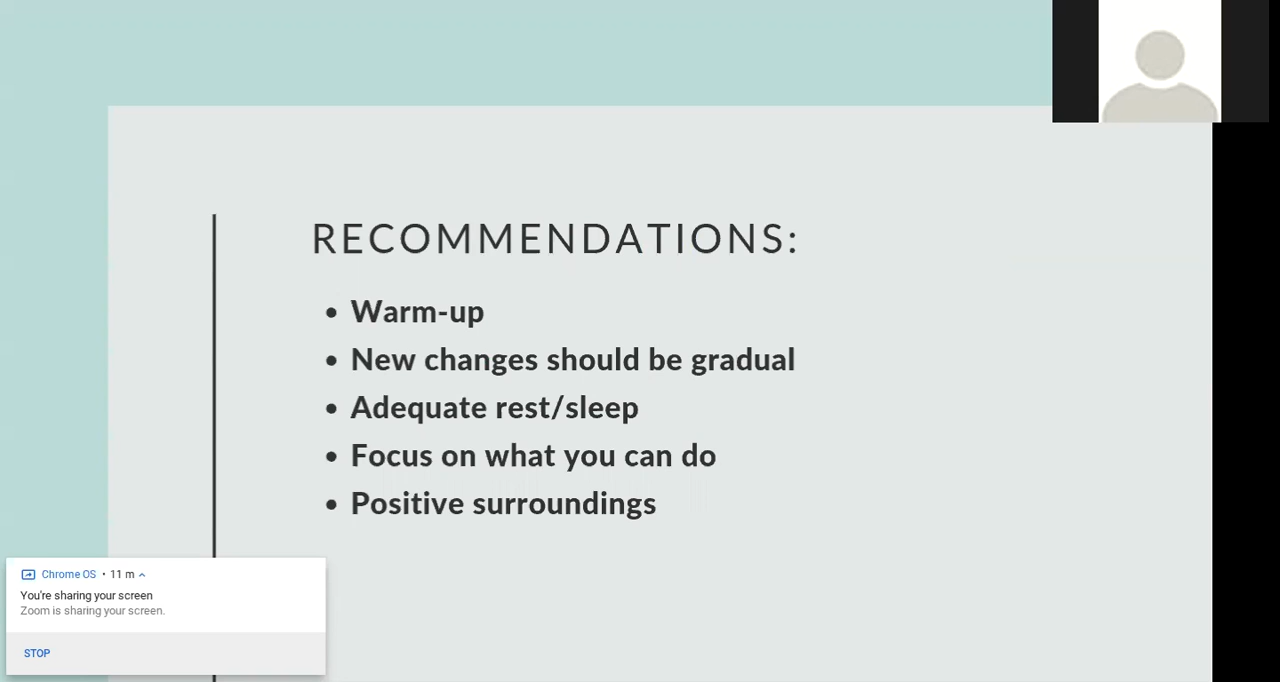 RECOMMENDATIONS:
• Warm-up
• New changes should be gradual
• Adequate rest/sleep
• Focus on what you can do
• Positive surroundings
Chrome OS • 11 m
You're sharing your screen
Zoom is sharing your screen.
STOP